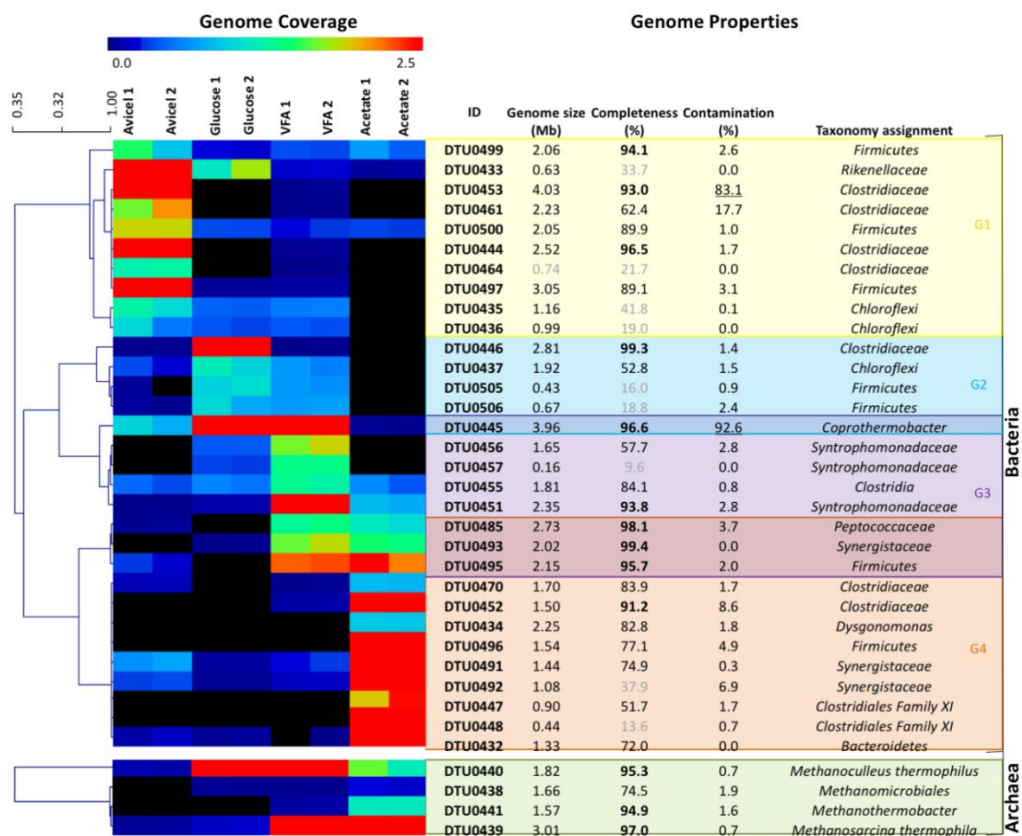 Genome Coverage
Genome Properties
0.0 2.5
0.35 0.32 1.00
Avicel 1 Avicel 2 Glucose 1 Glucose 2 VFA 1 VFA 2 Acetate 1 Acetate 2
ID Genome size (Mb) Completeness (%) Contamination (%) Taxonomy assignment
DTU0499 2.06 94.1 2.6 Firmicutes
DTU0433 0.63 33.7 0.0 Rikenellaceae
DTU0453 4.03 93.0 83.1 Clostridiaceae
DTU0461 2.23 62.4 17.7 Clostridiaceae
DTU0500 2.05 89.9 1.0 Firmicutes
G1
DTU0444 2.52 96.5 1.7 Clostridiaceae
DTU0464 0.74 21.7 0.0 Clostridiaceae
DTU0497 3.05 89.1 3.1 Firmicutes
DTU0435 1.16 41.8 0.1 Chloroflexi
DTU0436 0.99 19.0 0.0 Chloroflexi
DTU0446 2.81 99.3 1.4 Clostridiaceae
DTU0437 1.92 52.8 1.5 Chloroflexi
DTU0505 0.43 16.0 0.9 Firmicutes
G2
DTU0506 0.67 18.8 2.4 Firmicutes
DTU0445 3.96 96.6 92.6 Coprothermobacter
DTU0456 1.65 57.7 2.8 Syntrophomonadaceae
DTU0457 0.16 9.6 0.0 Syntrophomonadaceae
DTU0455 1.81 84.1 0.8 Clostridia
G3
DTU0451 2.35 93.8 2.8 Syntrophomonadaceae
DTU0485 2.73 98.1 3.7 Peptococcaceae
DTU0493 2.02 99.4 0.0 Synergistaceae
DTU0495 2.15 95.7 2.0 Firmicutes
DTU0470 1.70 83.9 1.7 Clostridiaceae
DTU0452 1.50 91.2 8.6 Clostridiaceae
DTU0434 2.25 82.8 1.8 Dysgonomonas
DTU0496 1.54 77.1 4.9 Firmicutes
G4
DTU0491 1.44 74.9 0.3 Synergistaceae
DTU0492 1.08 37.9 6.9 Synergistaceae
DTU0447 0.90 51.7 1.7 Clostridiales Family XI
DTU0448 0.44 13.6 0.7 Clostridiales Family XI
DTU0432 1.33 72.0 0.0 Bacteroidetes
Bacteria
DTU0440 1.82 95.3 0.7 Methanoculleus thermophilus
DTU0438 1.66 74.5 1.9 Methanomicrobiales
DTU0441 1.57 94.9 1.6 Methanothermobacter
DTU0439 3.01 97.0 0.7 Methanosarcina thermophila
Archaea